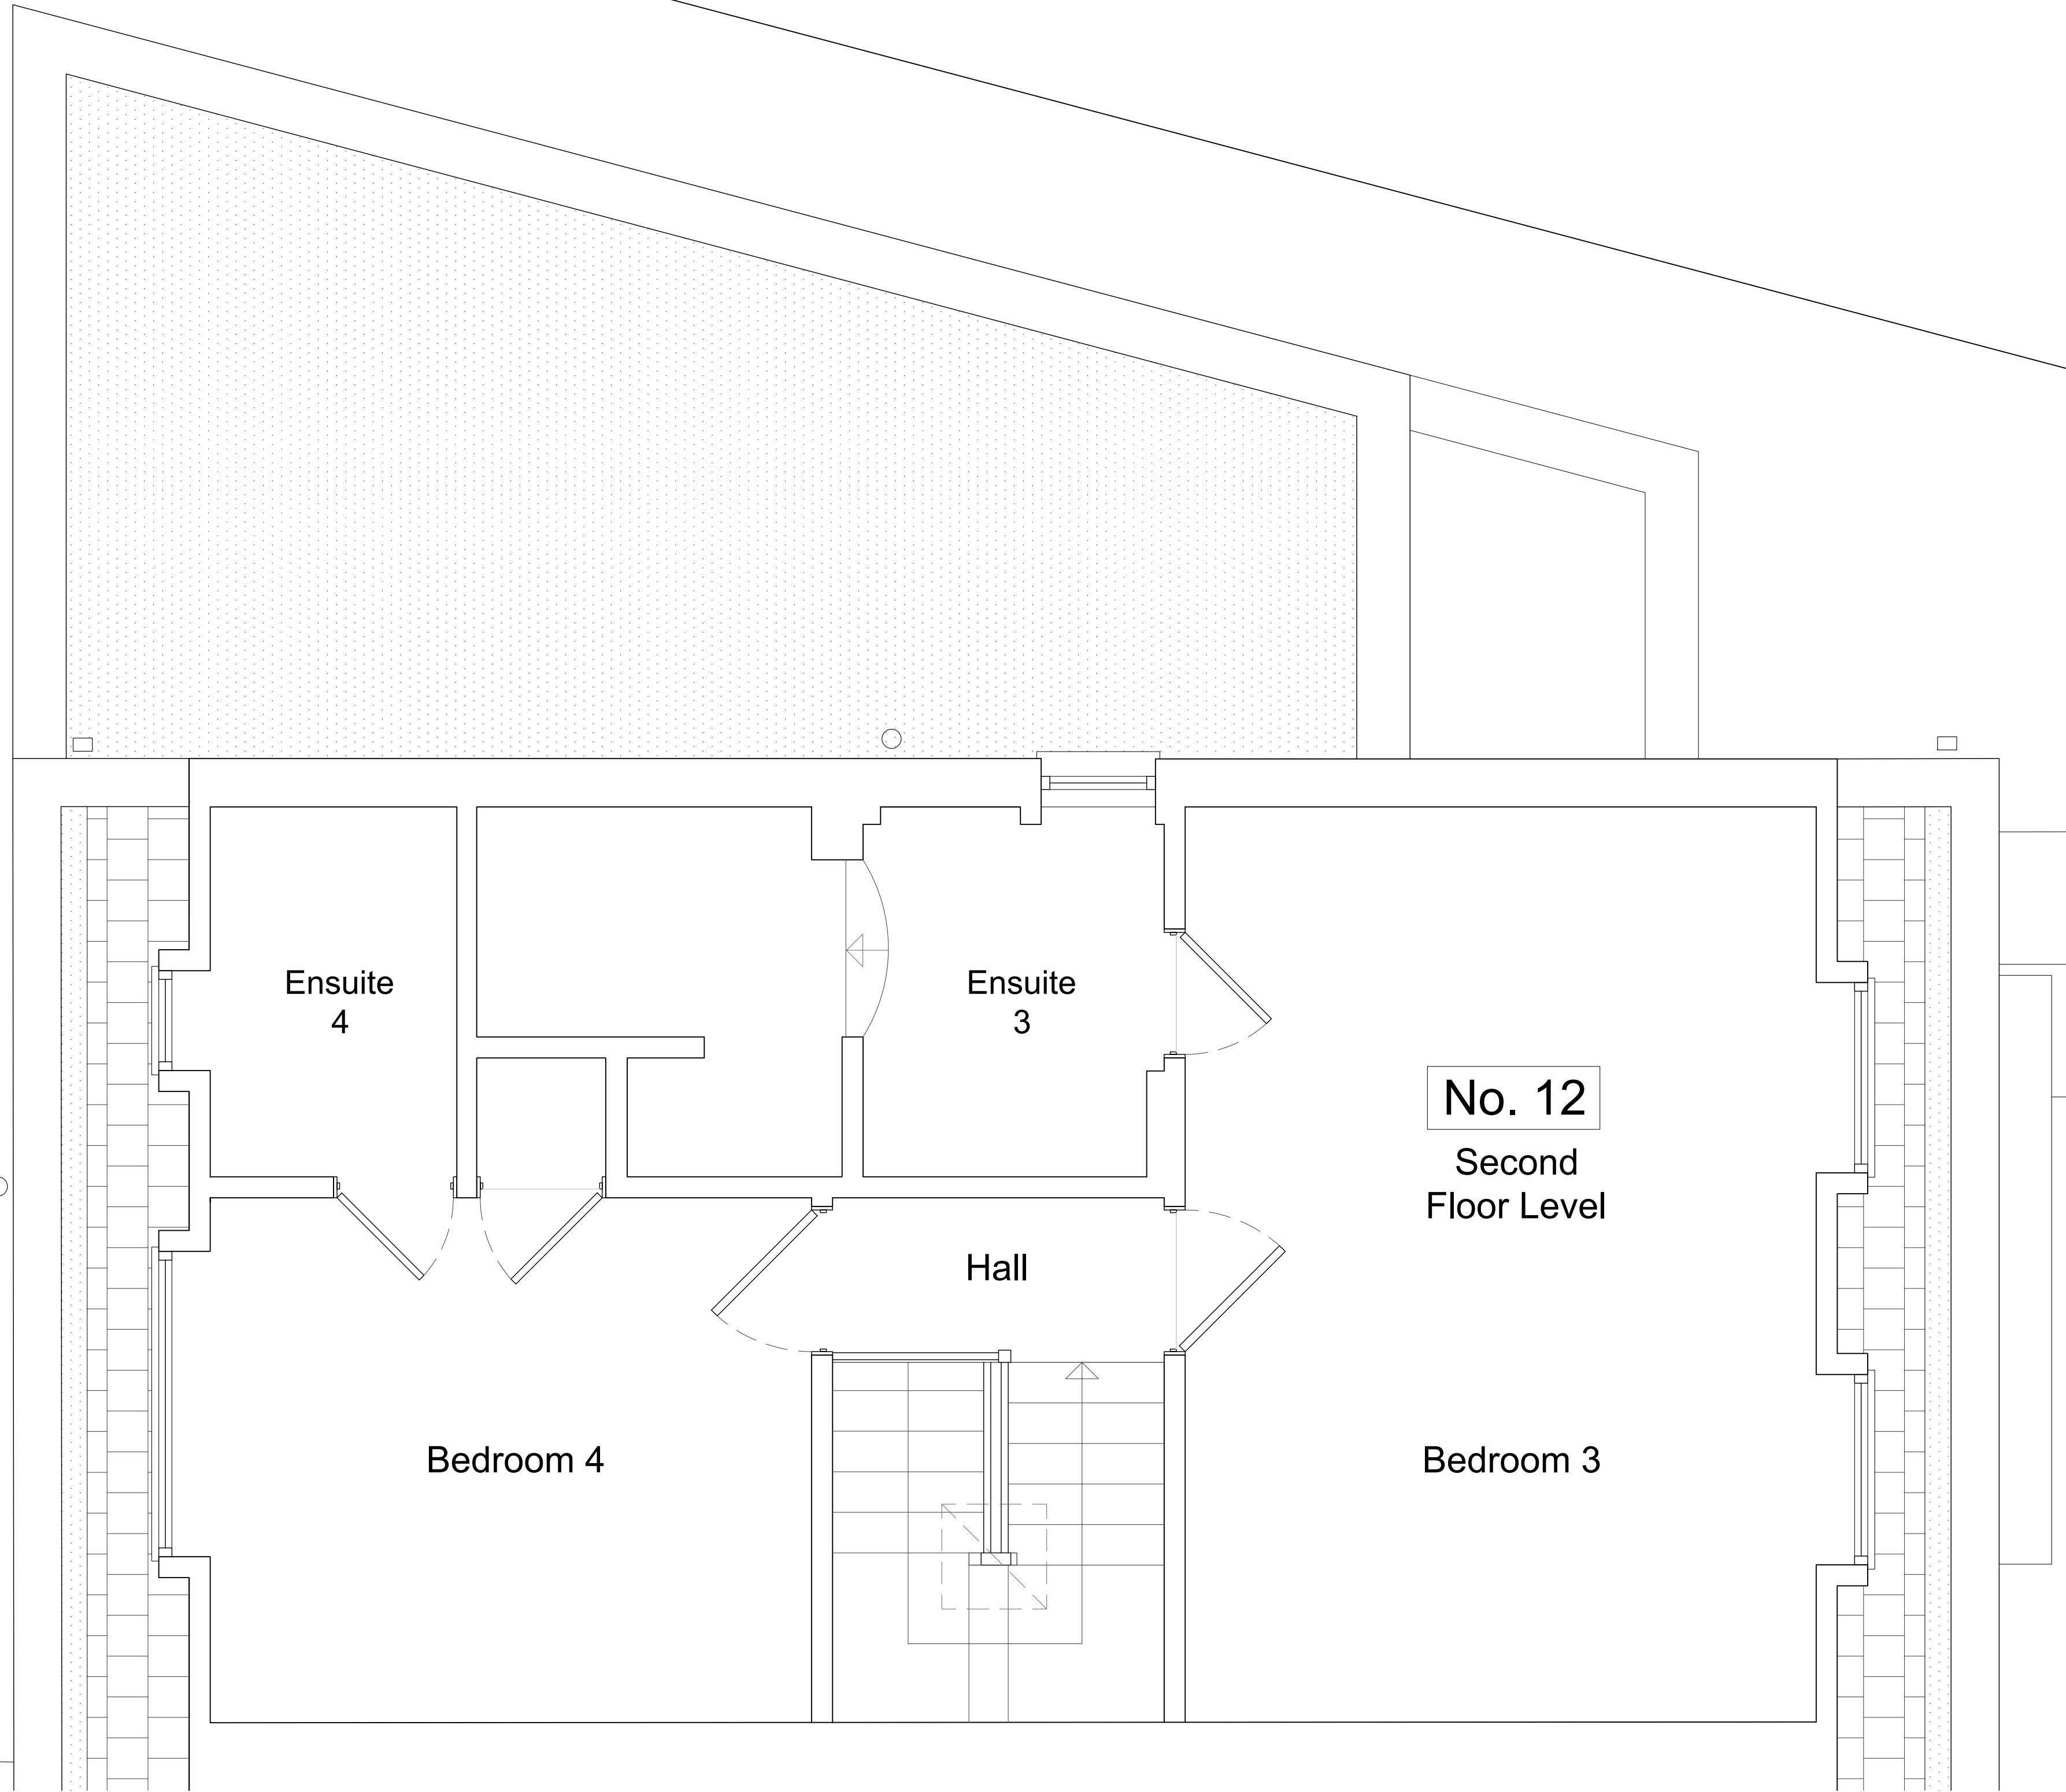 Ensuite
4
Ensuite
3
No. 12
Second
Floor Level
Hall
Bedroom 4
Bedroom 3